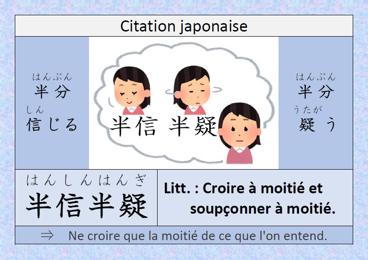 Citation japonaise
はんぶん
半分
しん
信じる
半信 半疑
はんぶん
半分
うたが
疑う
はんしんはんぎ
半信半疑
Litt. : Croire à moitié et
soupçonner à moitié.
⇒ Ne croire que la moitié de ce que l'on entend.